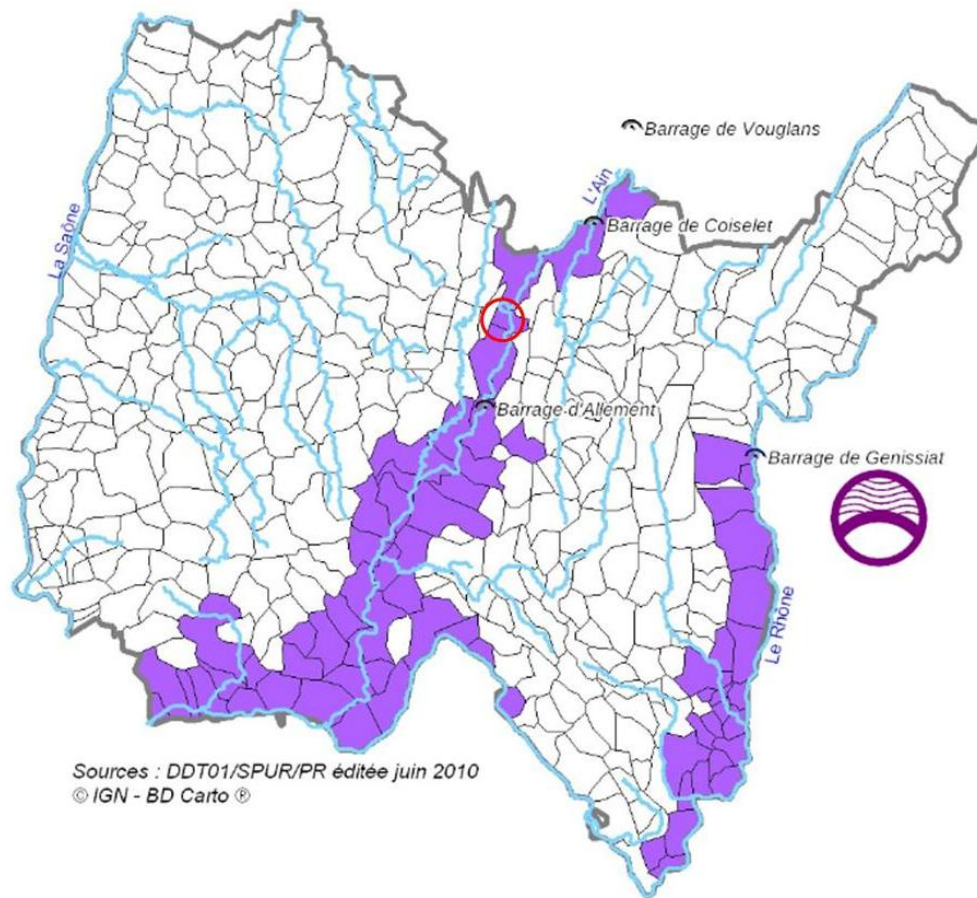 Barrage de Vouglans
L'Ain
Barrage de Coiselet
La Saône
Barrage d'Allement
Barrage de Genissiat
Le Rhône
Sources : DDT01/SPUR/PR éditée juin 2010
© IGN - BD Carto ®